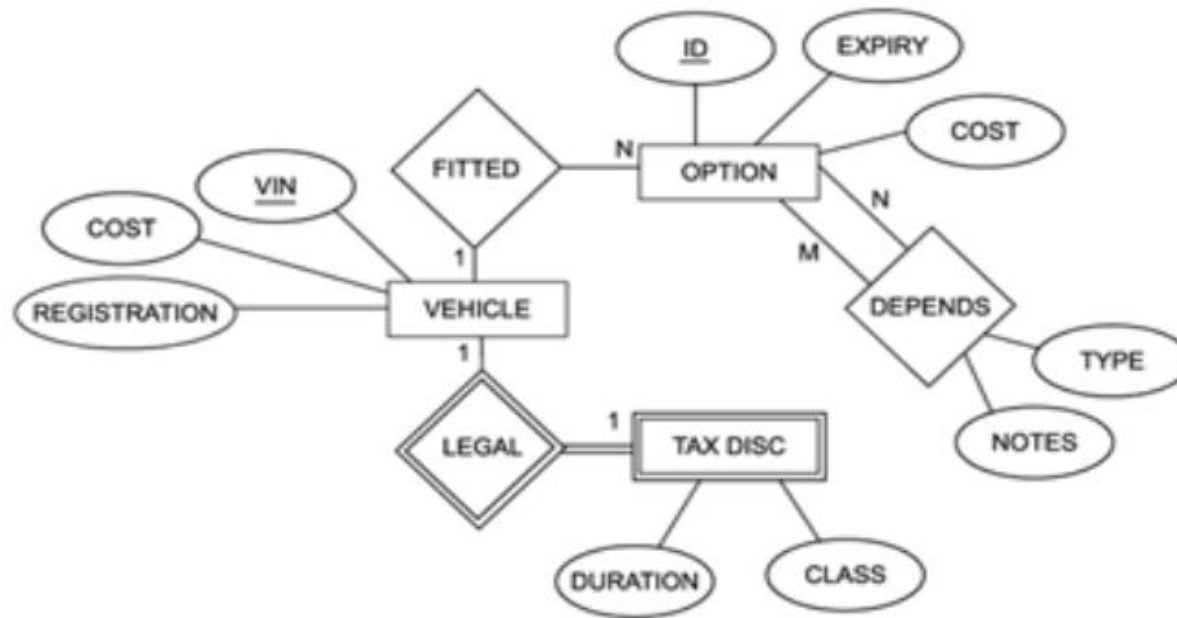 ID
EXPIRY
COST
FITTED
N
OPTION
N
M
VIN
COST
REGISTRATION
1
VEHICLE
1
DEPENDS
TYPE
NOTES
LEGAL
1
TAX DISC
DURATION
CLASS